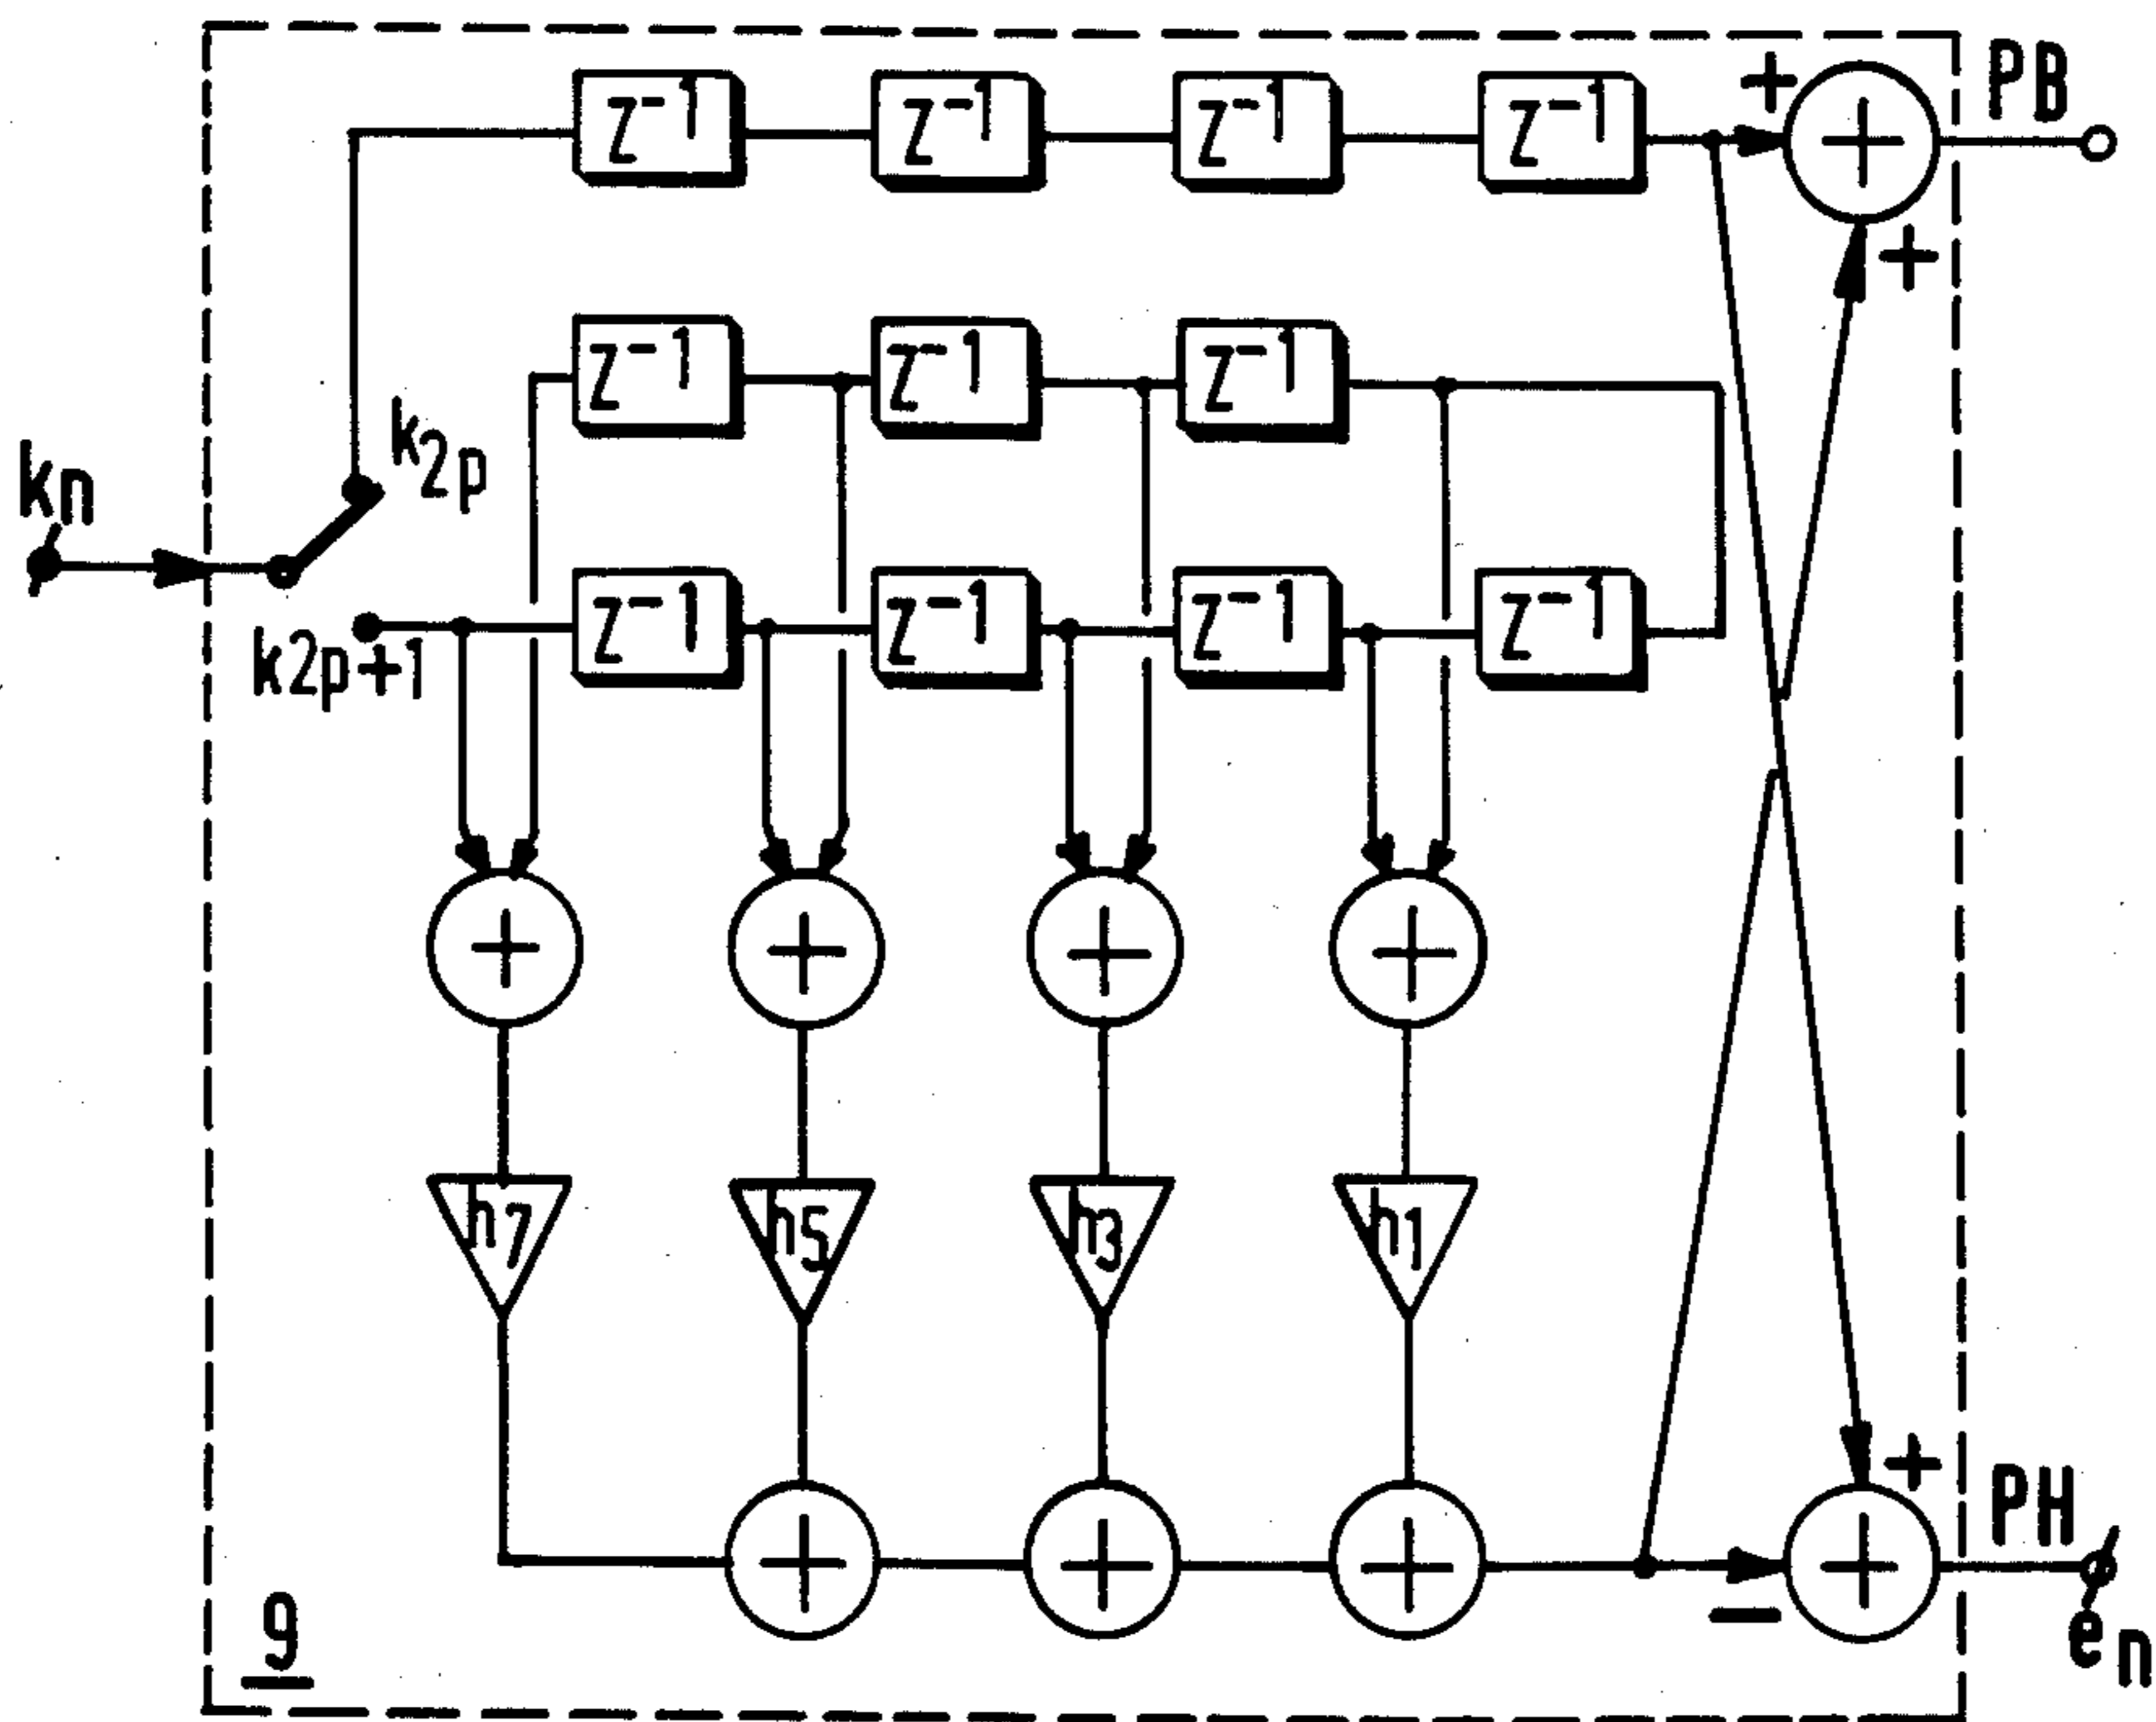 z⁻¹ z⁻¹ z⁻¹ z⁻¹ + + PB
+
z⁻¹ z⁻¹ z⁻¹
k2p
kn
z⁻¹ z⁻¹ z⁻¹ z⁻¹
k2p+1
+ + + +
h7 h5 h3 h1
+
PH
+ + + +
−
en
9